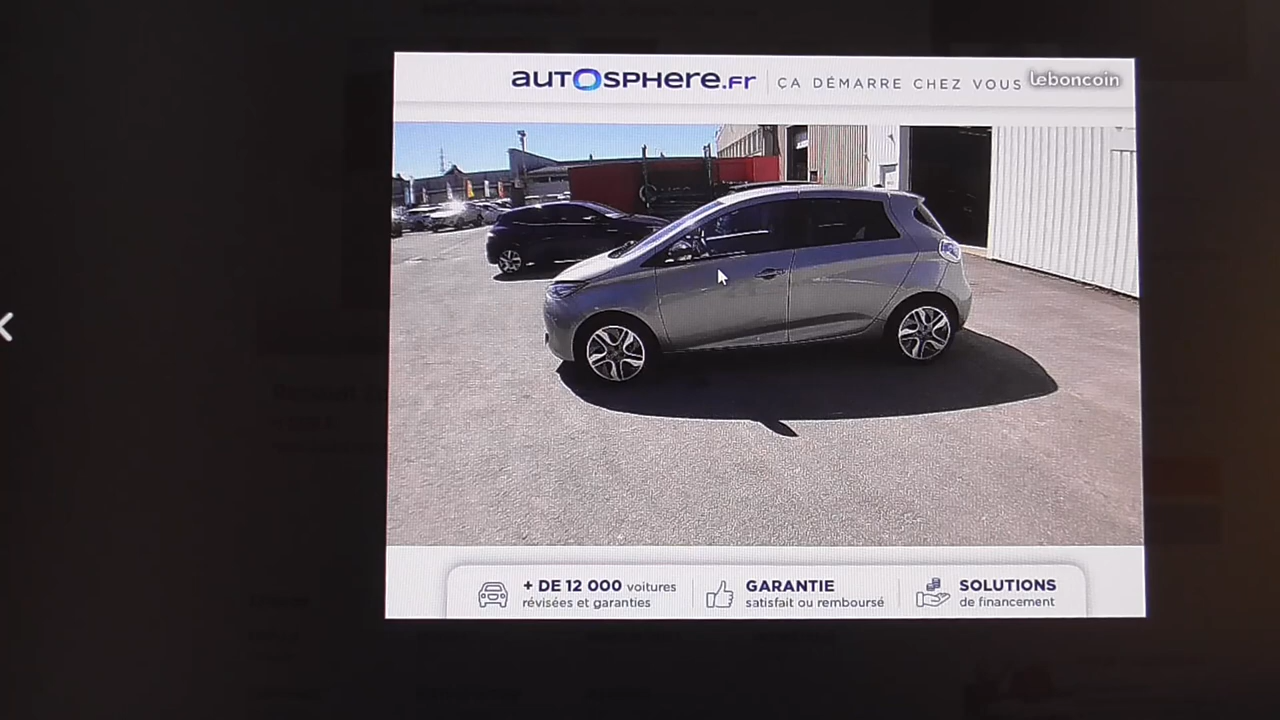 autosphere.fr
ÇA DÉMARRE CHEZ VOUS
leboncoin
+ DE 12 000 voitures
révisées et garanties
GARANTIE
satisfait ou remboursé
SOLUTIONS
de financement